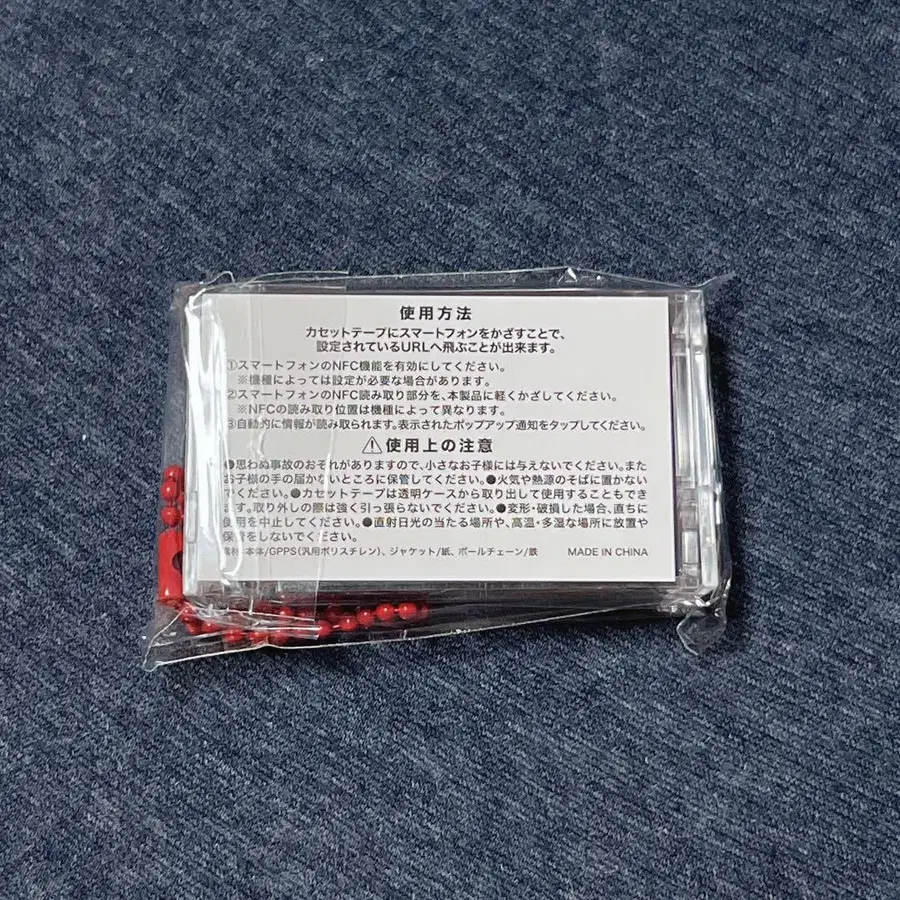 使用方法
カセットテープにスマートフォンをかざすことで、
設定されているURLへ飛ぶことが出来ます。
①スマートフォンのNFC機能を有効にしてください。
※機種によっては設定が必要な場合があります。
②スマートフォンのNFC読み取り部分を、本製品に軽くかざしてください。
※NFCの読み取り位置は機種によって異なります。
③自動的に情報が読み取られます。表示されたポップアップ通知をタップしてください。
⚠使用上の注意
●思わぬ事故のおそれがありますので、小さなお子様には与えないでください。また
お子様の手の届かないところに保管してください。●火気や熱源のそばに置かない
でください。●カセットテープは透明ケースから取り出して使用することもでき
ます。取り外しの際は強く引っ張らないでください。●変形・破損した場合、直ちに
使用を中止してください。●直射日光の当たる場所や、高温・多湿な場所に放置や
保管をしないでください。
素材:本体/GPPS(汎用ポリスチレン)、ジャケット/紙、ボールチェーン/鉄 MADE IN CHINA